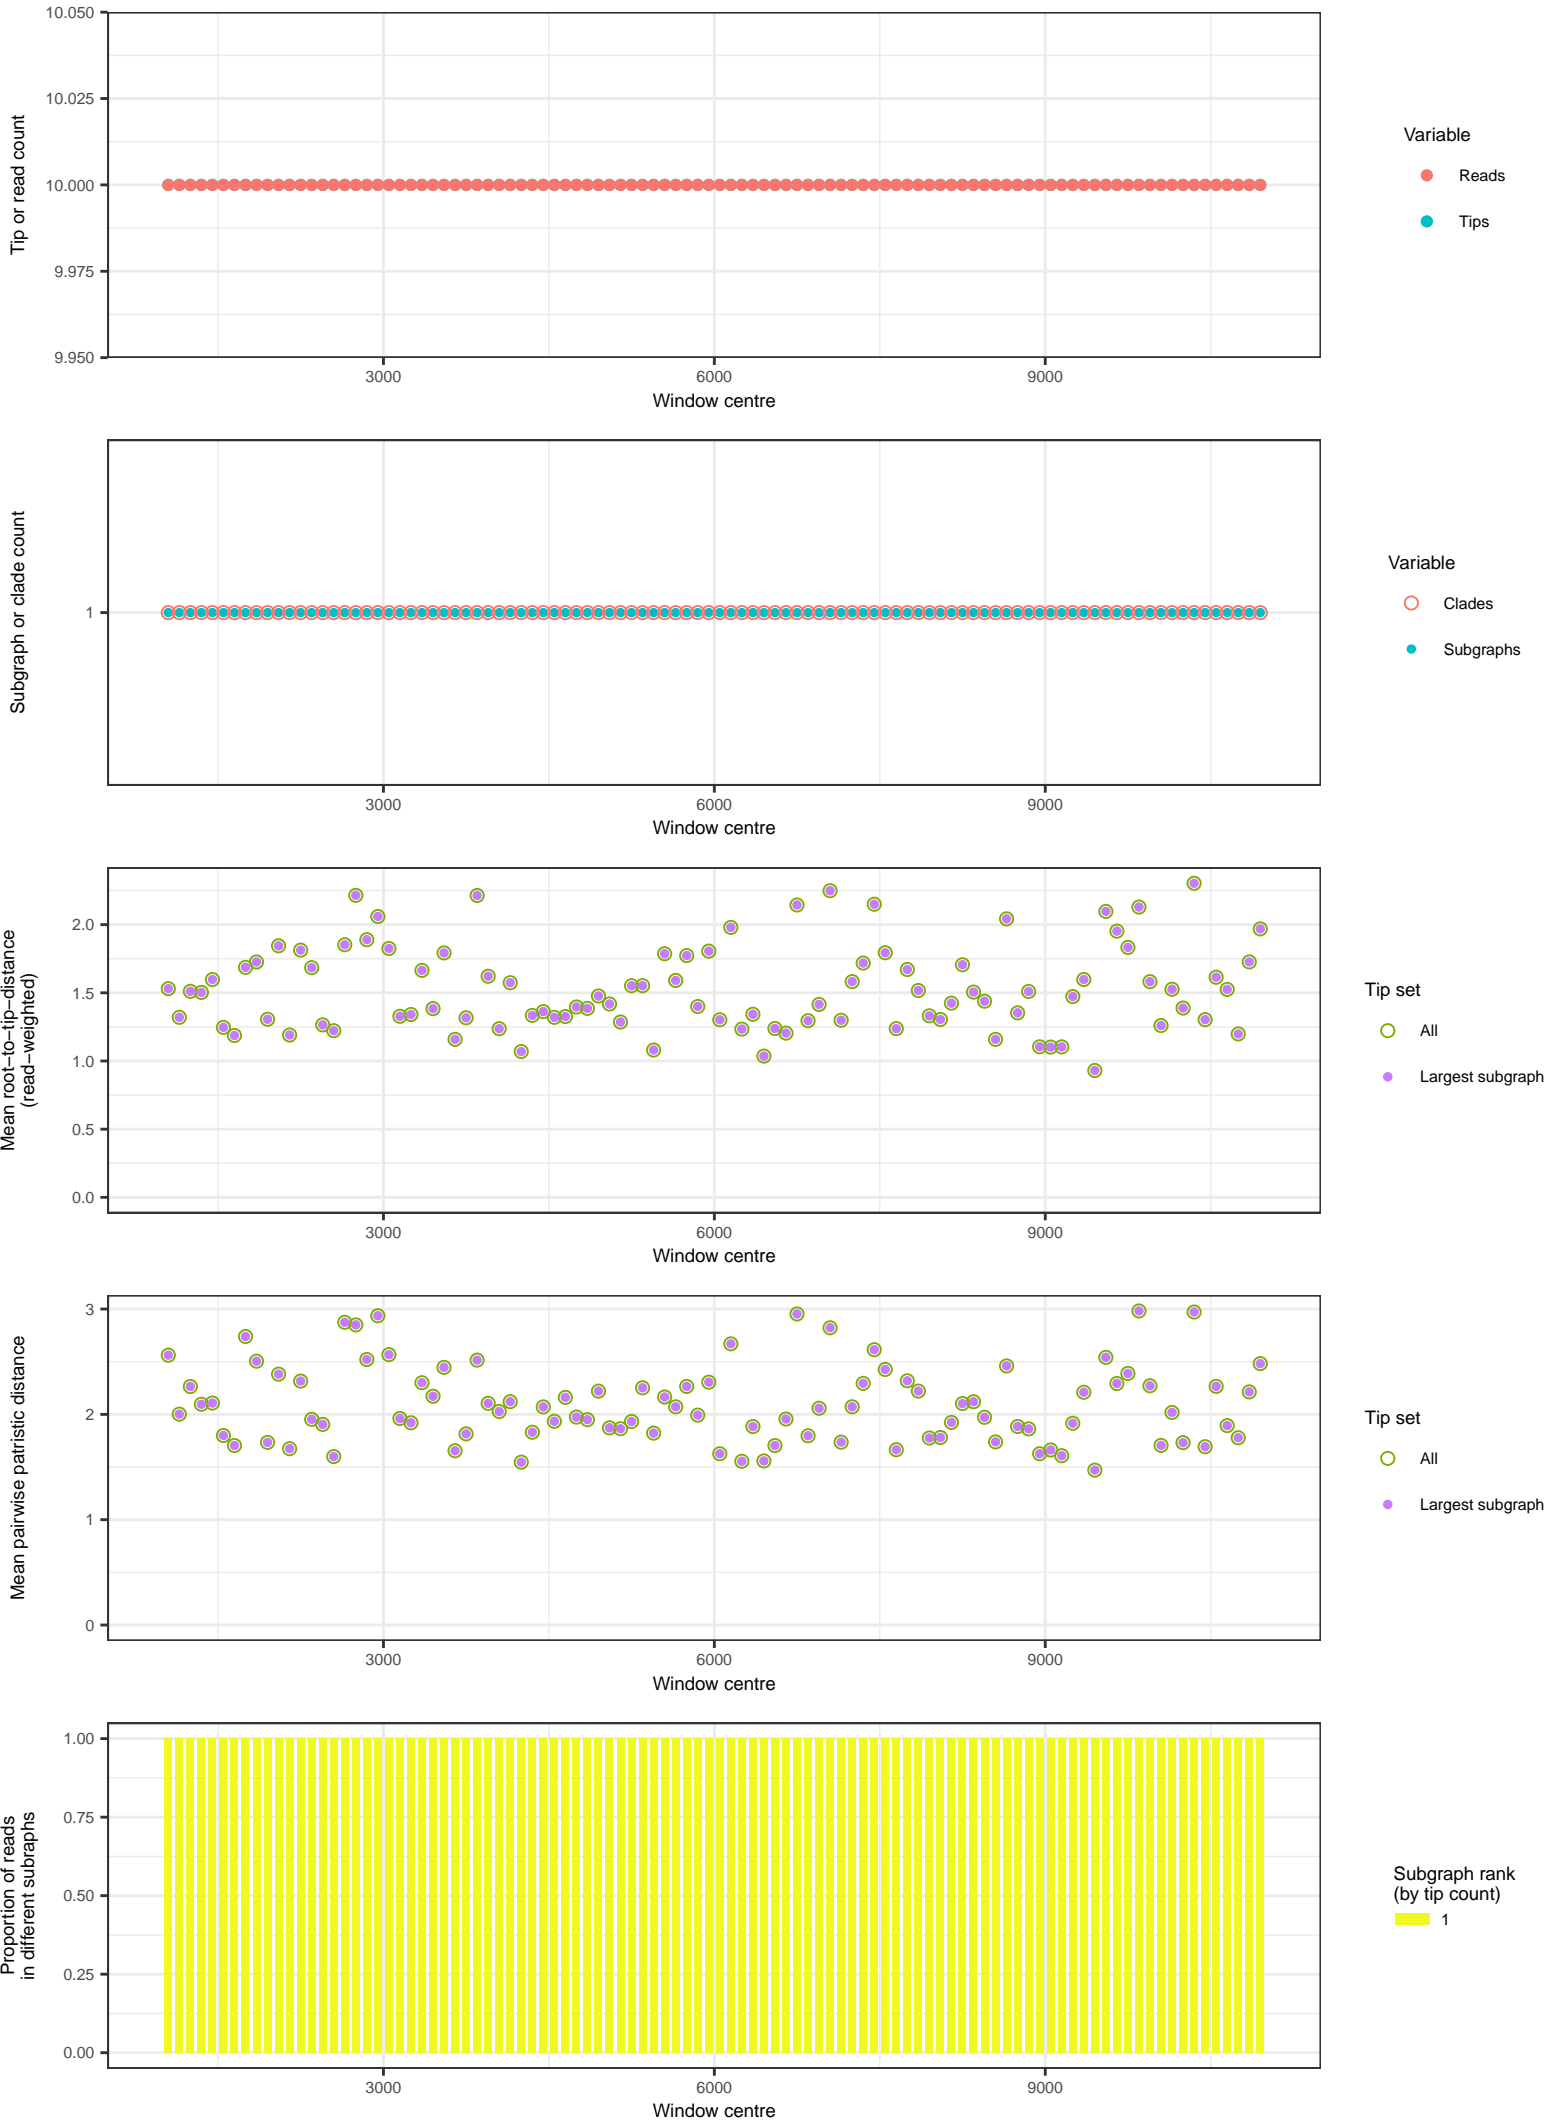 10.050
10.025
10.000
9.975
9.950
Tip or read count
3000
6000
9000
Window centre
Variable
Reads
Tips
1
Subgraph or clade count
3000
6000
9000
Window centre
Variable
Clades
Subgraphs
2.0
1.5
1.0
0.5
0.0
Mean root−to−tip−distance
(read−weighted)
3000
6000
9000
Window centre
Tip set
All
Largest subgraph
3
2
1
0
Mean pairwise patristic distance
3000
6000
9000
Window centre
Tip set
All
Largest subgraph
1.00
0.75
0.50
0.25
0.00
Proportion of reads
in different subraphs
3000
6000
9000
Window centre
Subgraph rank
(by tip count)
1